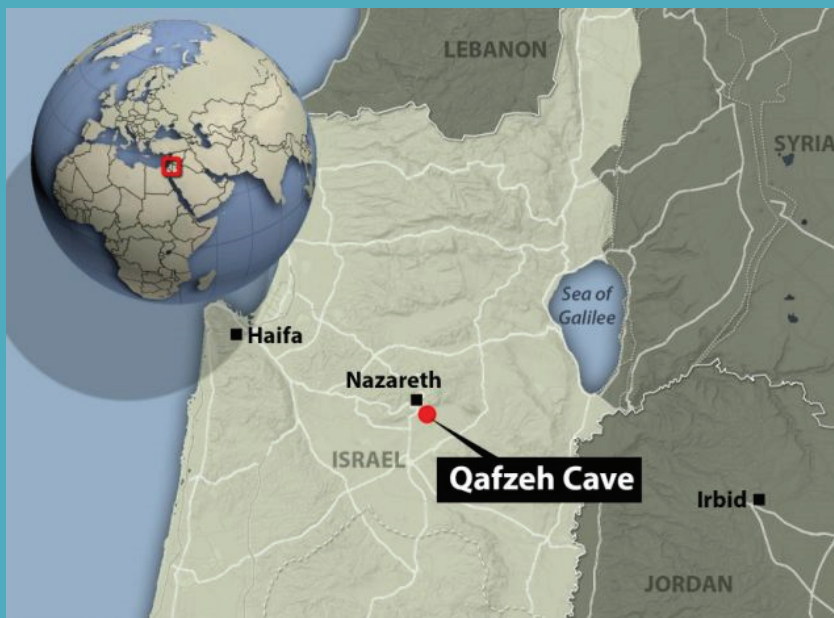 LEBANON
SYRIA
Sea of
Galilee
Haifa
Nazareth
ISRAEL
Qafzeh Cave
Irbid
JORDAN